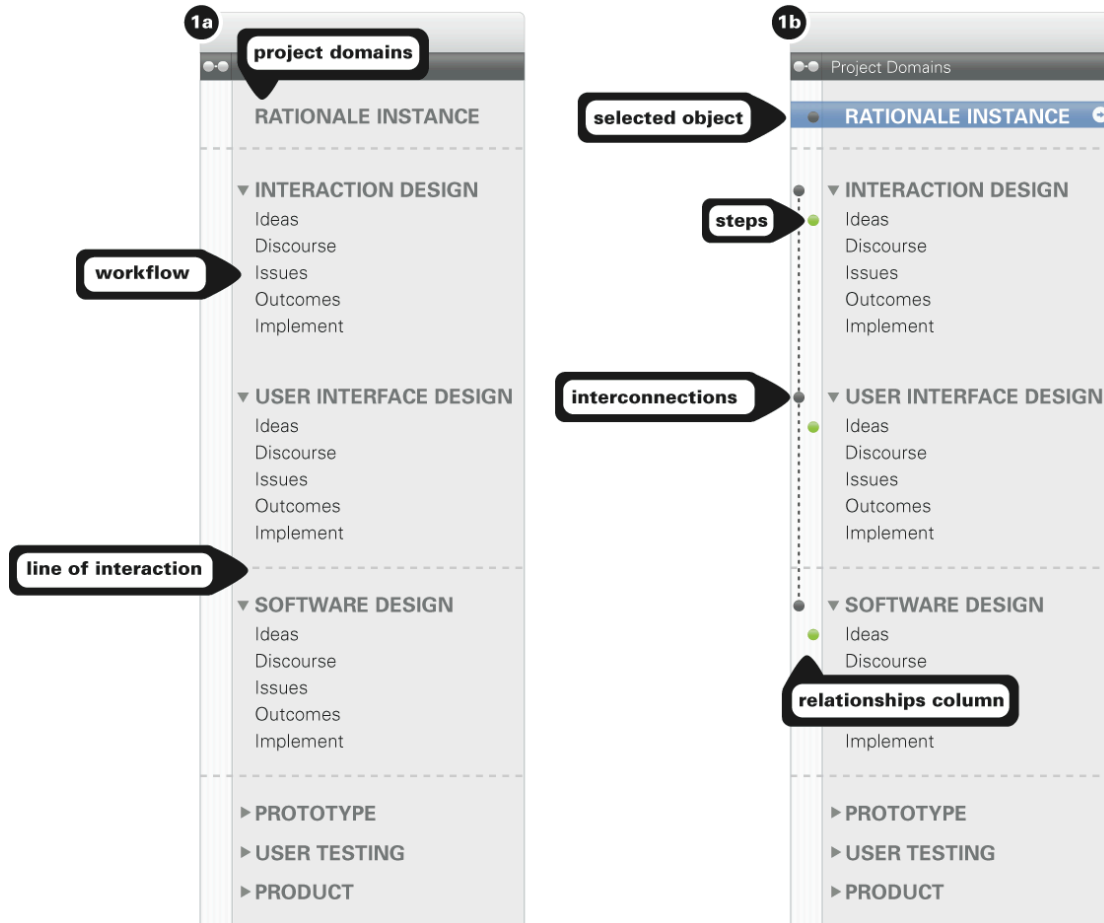 1a
project domains
RATIONALE INSTANCE
INTERACTION DESIGN
Ideas
Discourse
workflow
Issues
Outcomes
Implement
USER INTERFACE DESIGN
Ideas
Discourse
Issues
Outcomes
Implement
line of interaction
SOFTWARE DESIGN
Ideas
Discourse
Issues
Outcomes
Implement
PROTOTYPE
USER TESTING
PRODUCT
1b
Project Domains
selected object
RATIONALE INSTANCE
INTERACTION DESIGN
steps
Ideas
Discourse
Issues
Outcomes
Implement
interconnections
USER INTERFACE DESIGN
Ideas
Discourse
Issues
Outcomes
Implement
SOFTWARE DESIGN
Ideas
Discourse
relationships column
Implement
PROTOTYPE
USER TESTING
PRODUCT